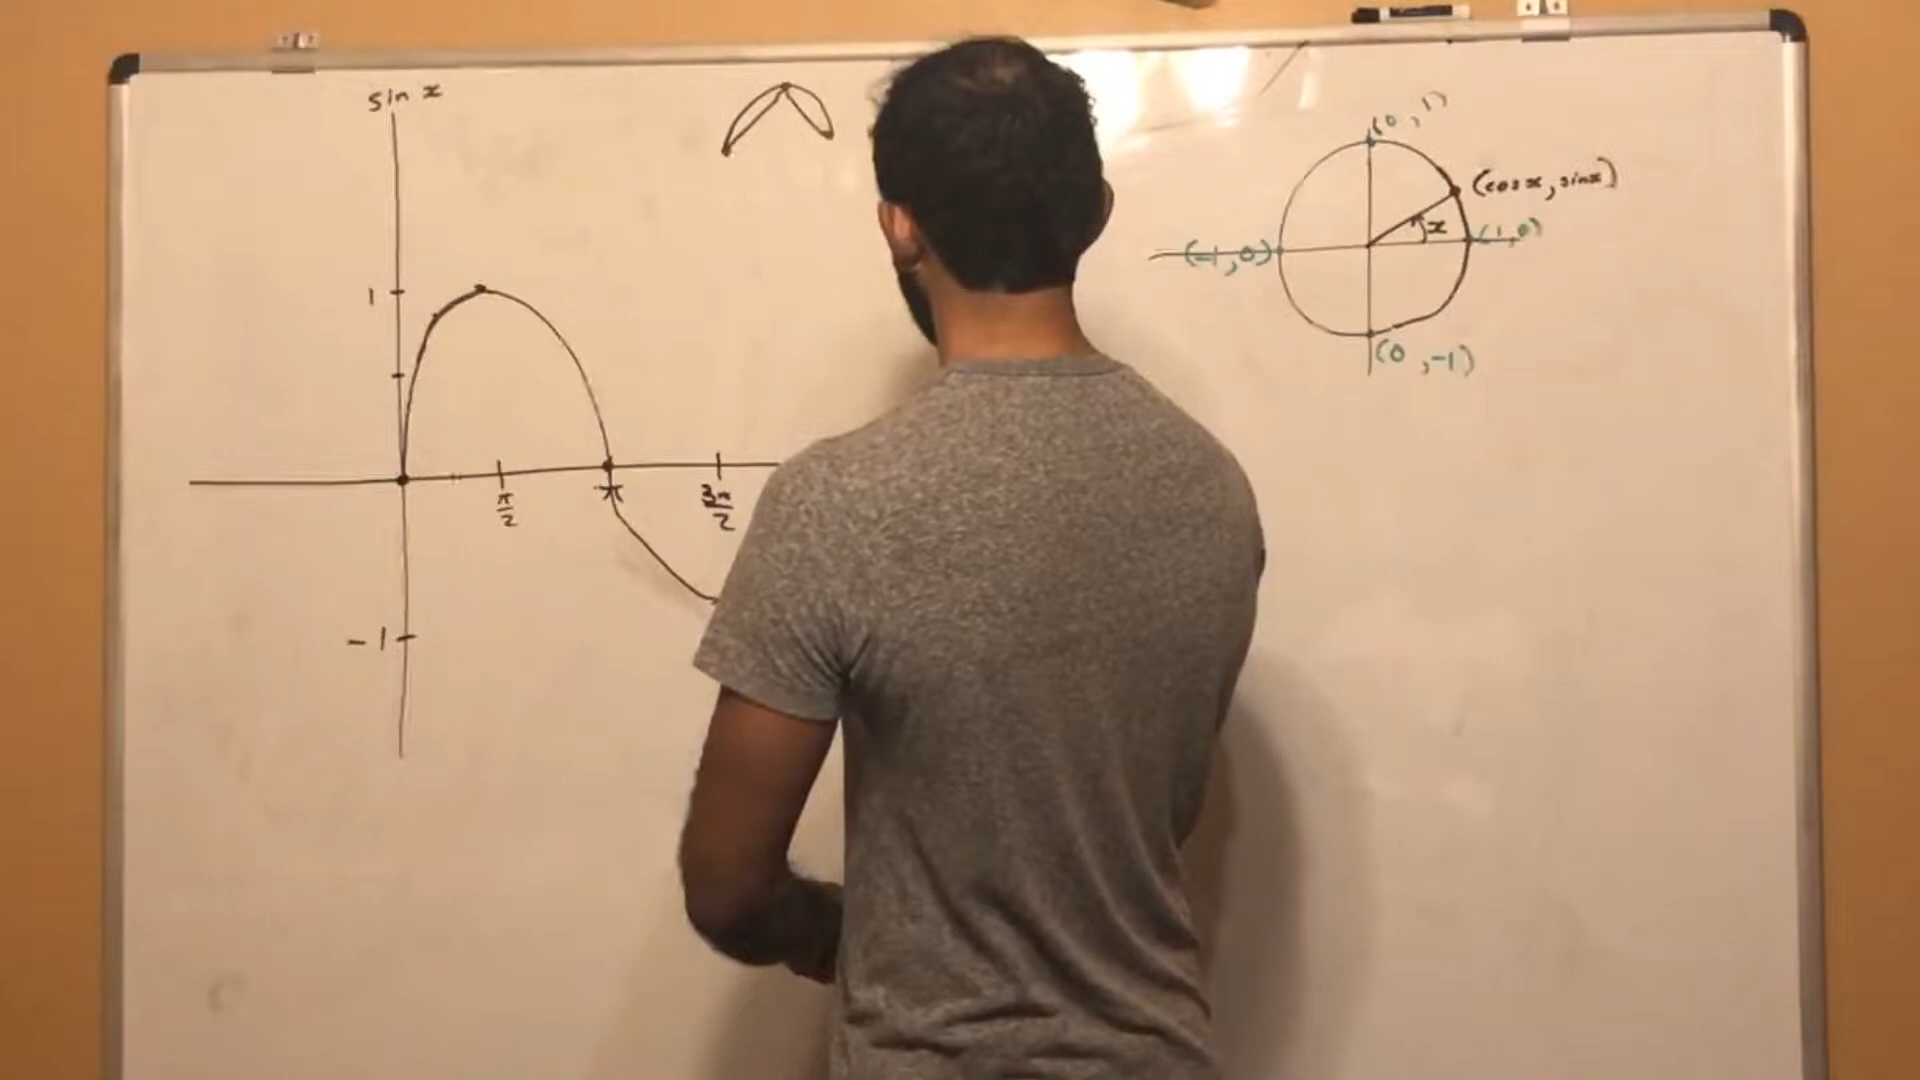 sin x
1
π/2
π
3π/2
-1
(0,1)
(cos x, sin x)
x
(-1,0)
(1,0)
(0,-1)